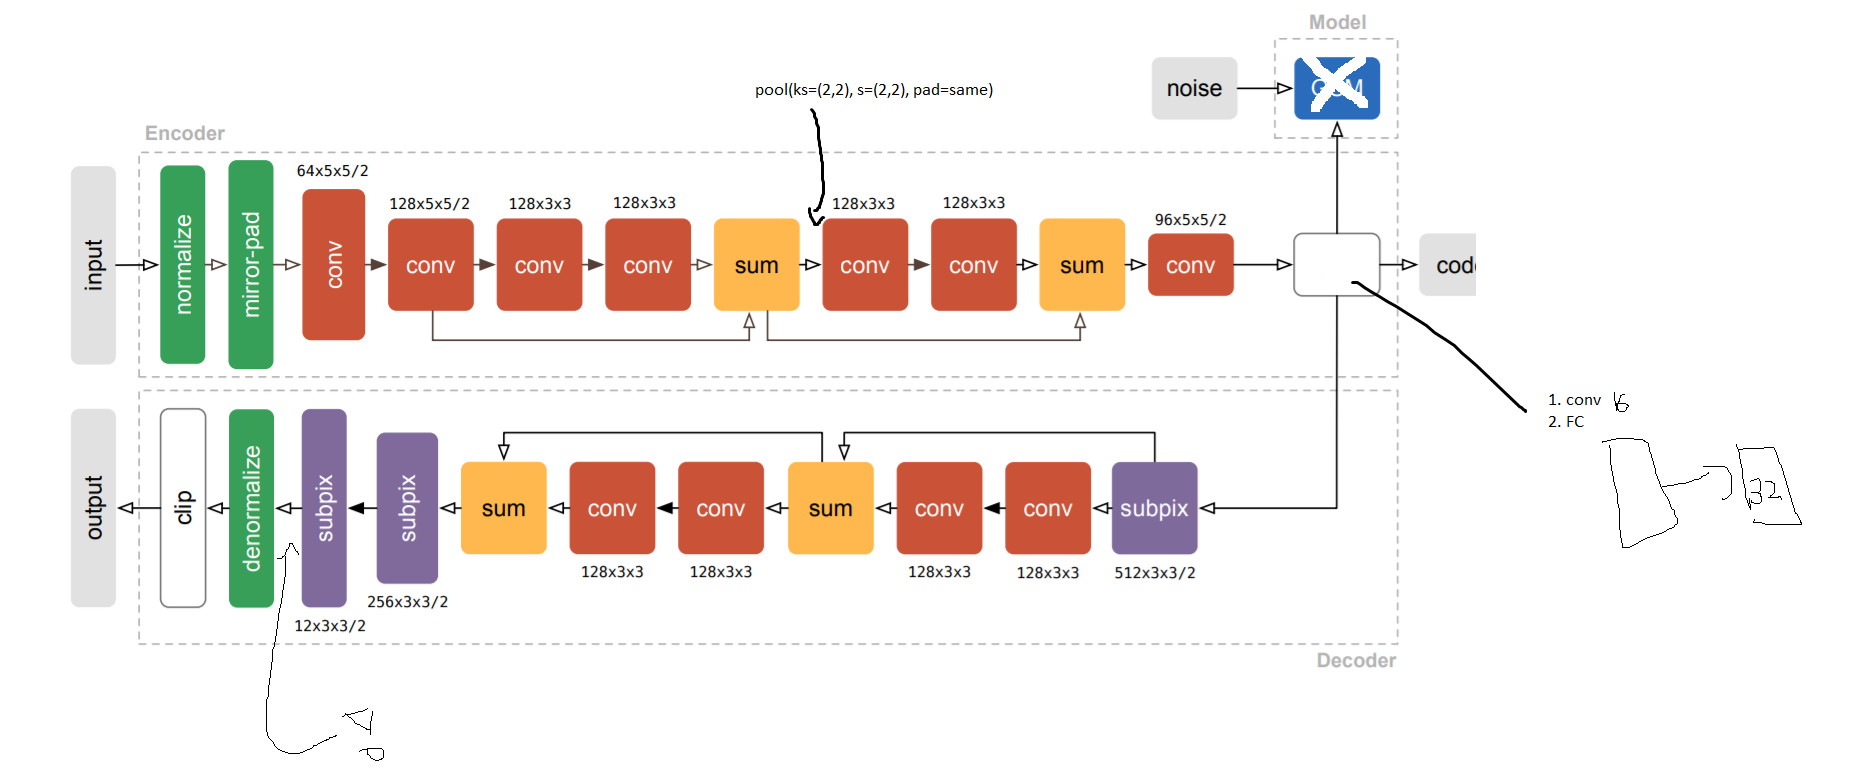 Model
noise
pool(ks=(2,2), s=(2,2), pad=same)
Encoder
64x5x5/2
128x5x5/2 128x3x3 128x3x3 128x3x3 128x3x3 96x5x5/2
input normalize mirror-pad conv conv conv conv sum conv conv sum conv
1. conv
2. FC
32
output clip denormalize subpix subpix sum conv conv sum conv conv subpix
128x3x3 128x3x3 128x3x3 128x3x3 512x3x3/2
256x3x3/2
12x3x3/2
Decoder